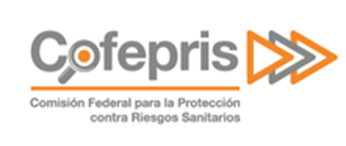 Cofepris
Comisión Federal para la Protección
contra Riesgos Sanitarios